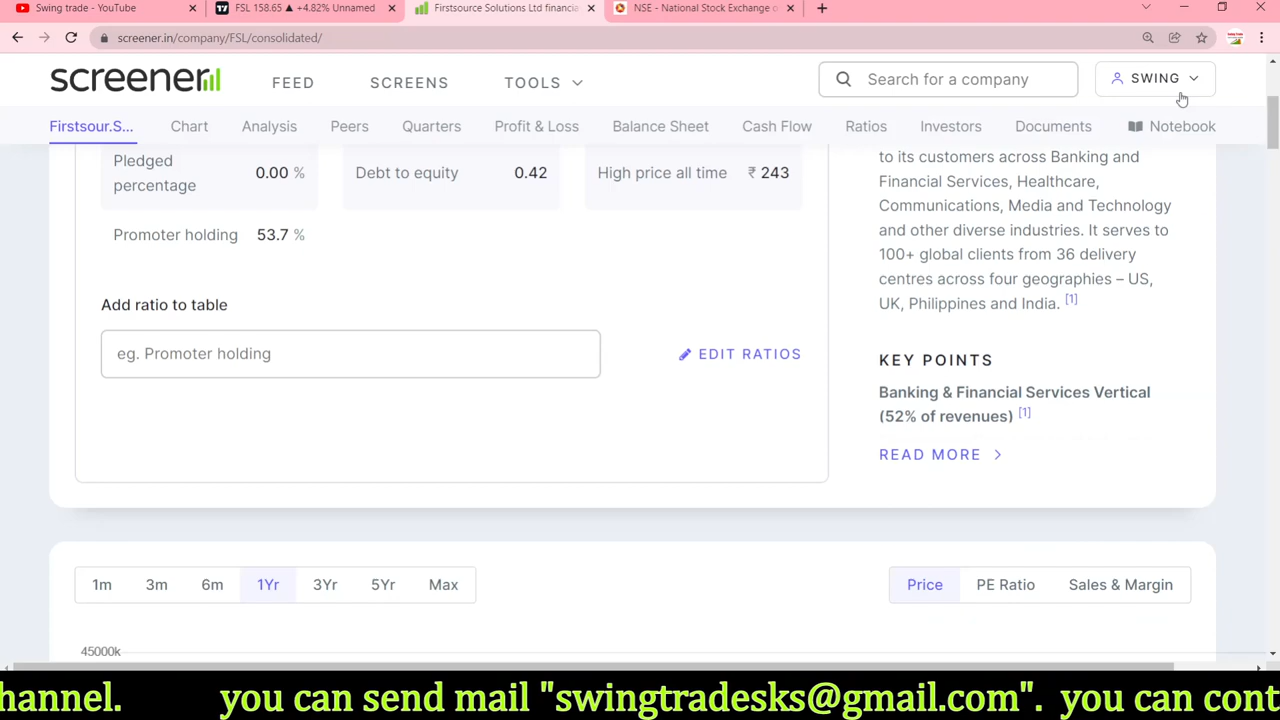 Swing trade - YouTube
FSL 158.65 ▲ +4.82% Unnamed
Firstsource Solutions Ltd financia
NSE - National Stock Exchange o
screener.in/company/FSL/consolidated/
screener
FEED
SCREENS
TOOLS
Search for a company
SWING
Firstsour.S...
Chart
Analysis
Peers
Quarters
Profit & Loss
Balance Sheet
Cash Flow
Ratios
Investors
Documents
Notebook
Pledged
percentage
0.00 %
Debt to equity
0.42
High price all time
₹ 243
Promoter holding
53.7 %
Add ratio to table
eg. Promoter holding
EDIT RATIOS
to its customers across Banking and
Financial Services, Healthcare,
Communications, Media and Technology
and other diverse industries. It serves to
100+ global clients from 36 delivery
centres across four geographies – US,
UK, Philippines and India. [1]
KEY POINTS
Banking & Financial Services Vertical
(52% of revenues) [1]
READ MORE
1m
3m
6m
1Yr
3Yr
5Yr
Max
Price
PE Ratio
Sales & Margin
45000k
hannel. you can send mail "swingtradesks@gmail.com". you can cont